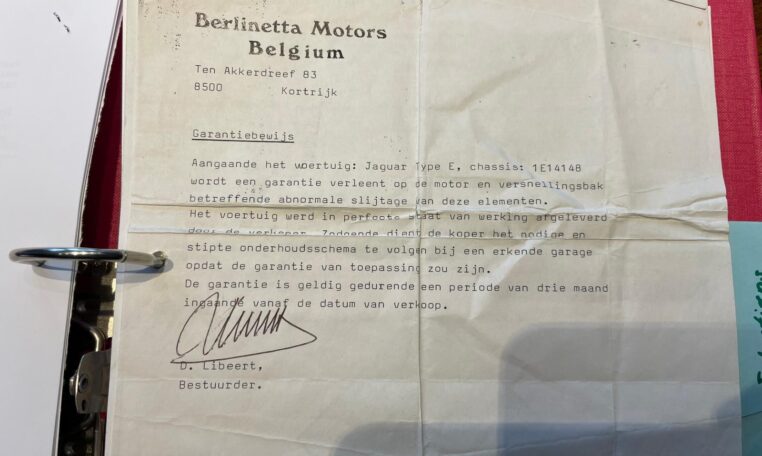 Berlinetta Motors
Belgium
Ten Akkerdreef 83
8500 Kortrijk
Garantiebewijs
Aangaande het voertuig: Jaguar Type E, chassis: 1E14148
wordt een garantie verleent op de motor en versnellingsbak
betreffende abnormale slijtage van deze elementen.
Het voertuig werd in perfecte staat van werking afgeleverd
door de verkoper. Zodoende dient de koper het nodige en
stipte onderhoudsschema te volgen bij een erkende garage
opdat de garantie van toepassing zou zijn.
De garantie is geldig gedurende een periode van drie maand
ingaande vanaf de datum van verkoop.
D. Libeert,
Bestuurder.